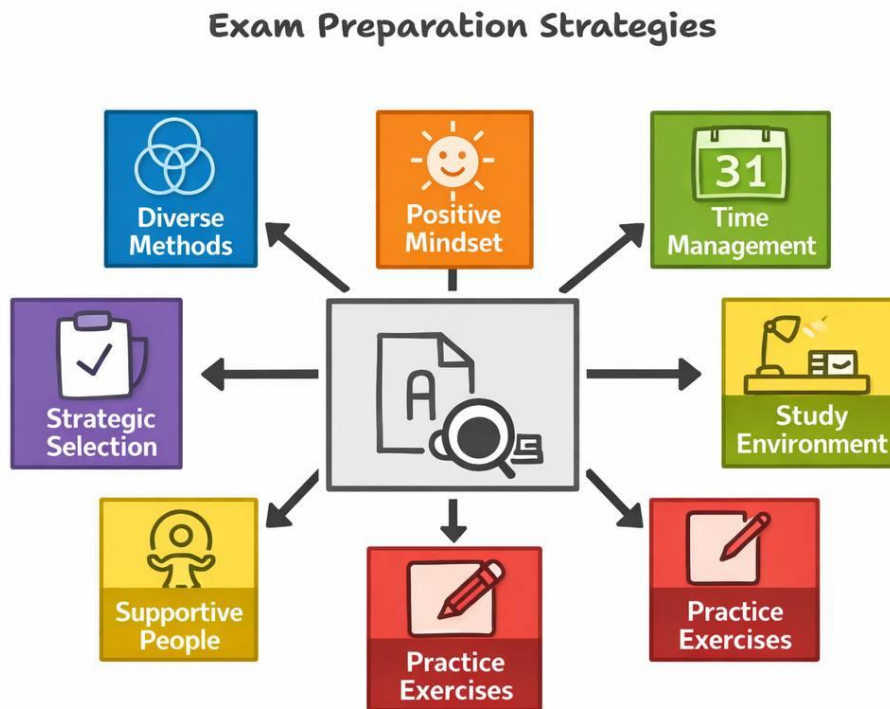 Exam Preparation Strategies
Diverse
Methods
Positive
Mindset
31
Time
Management
Strategic
Selection
A
Study
Environment
Supportive
People
Practice
Exercises
Practice
Exercises